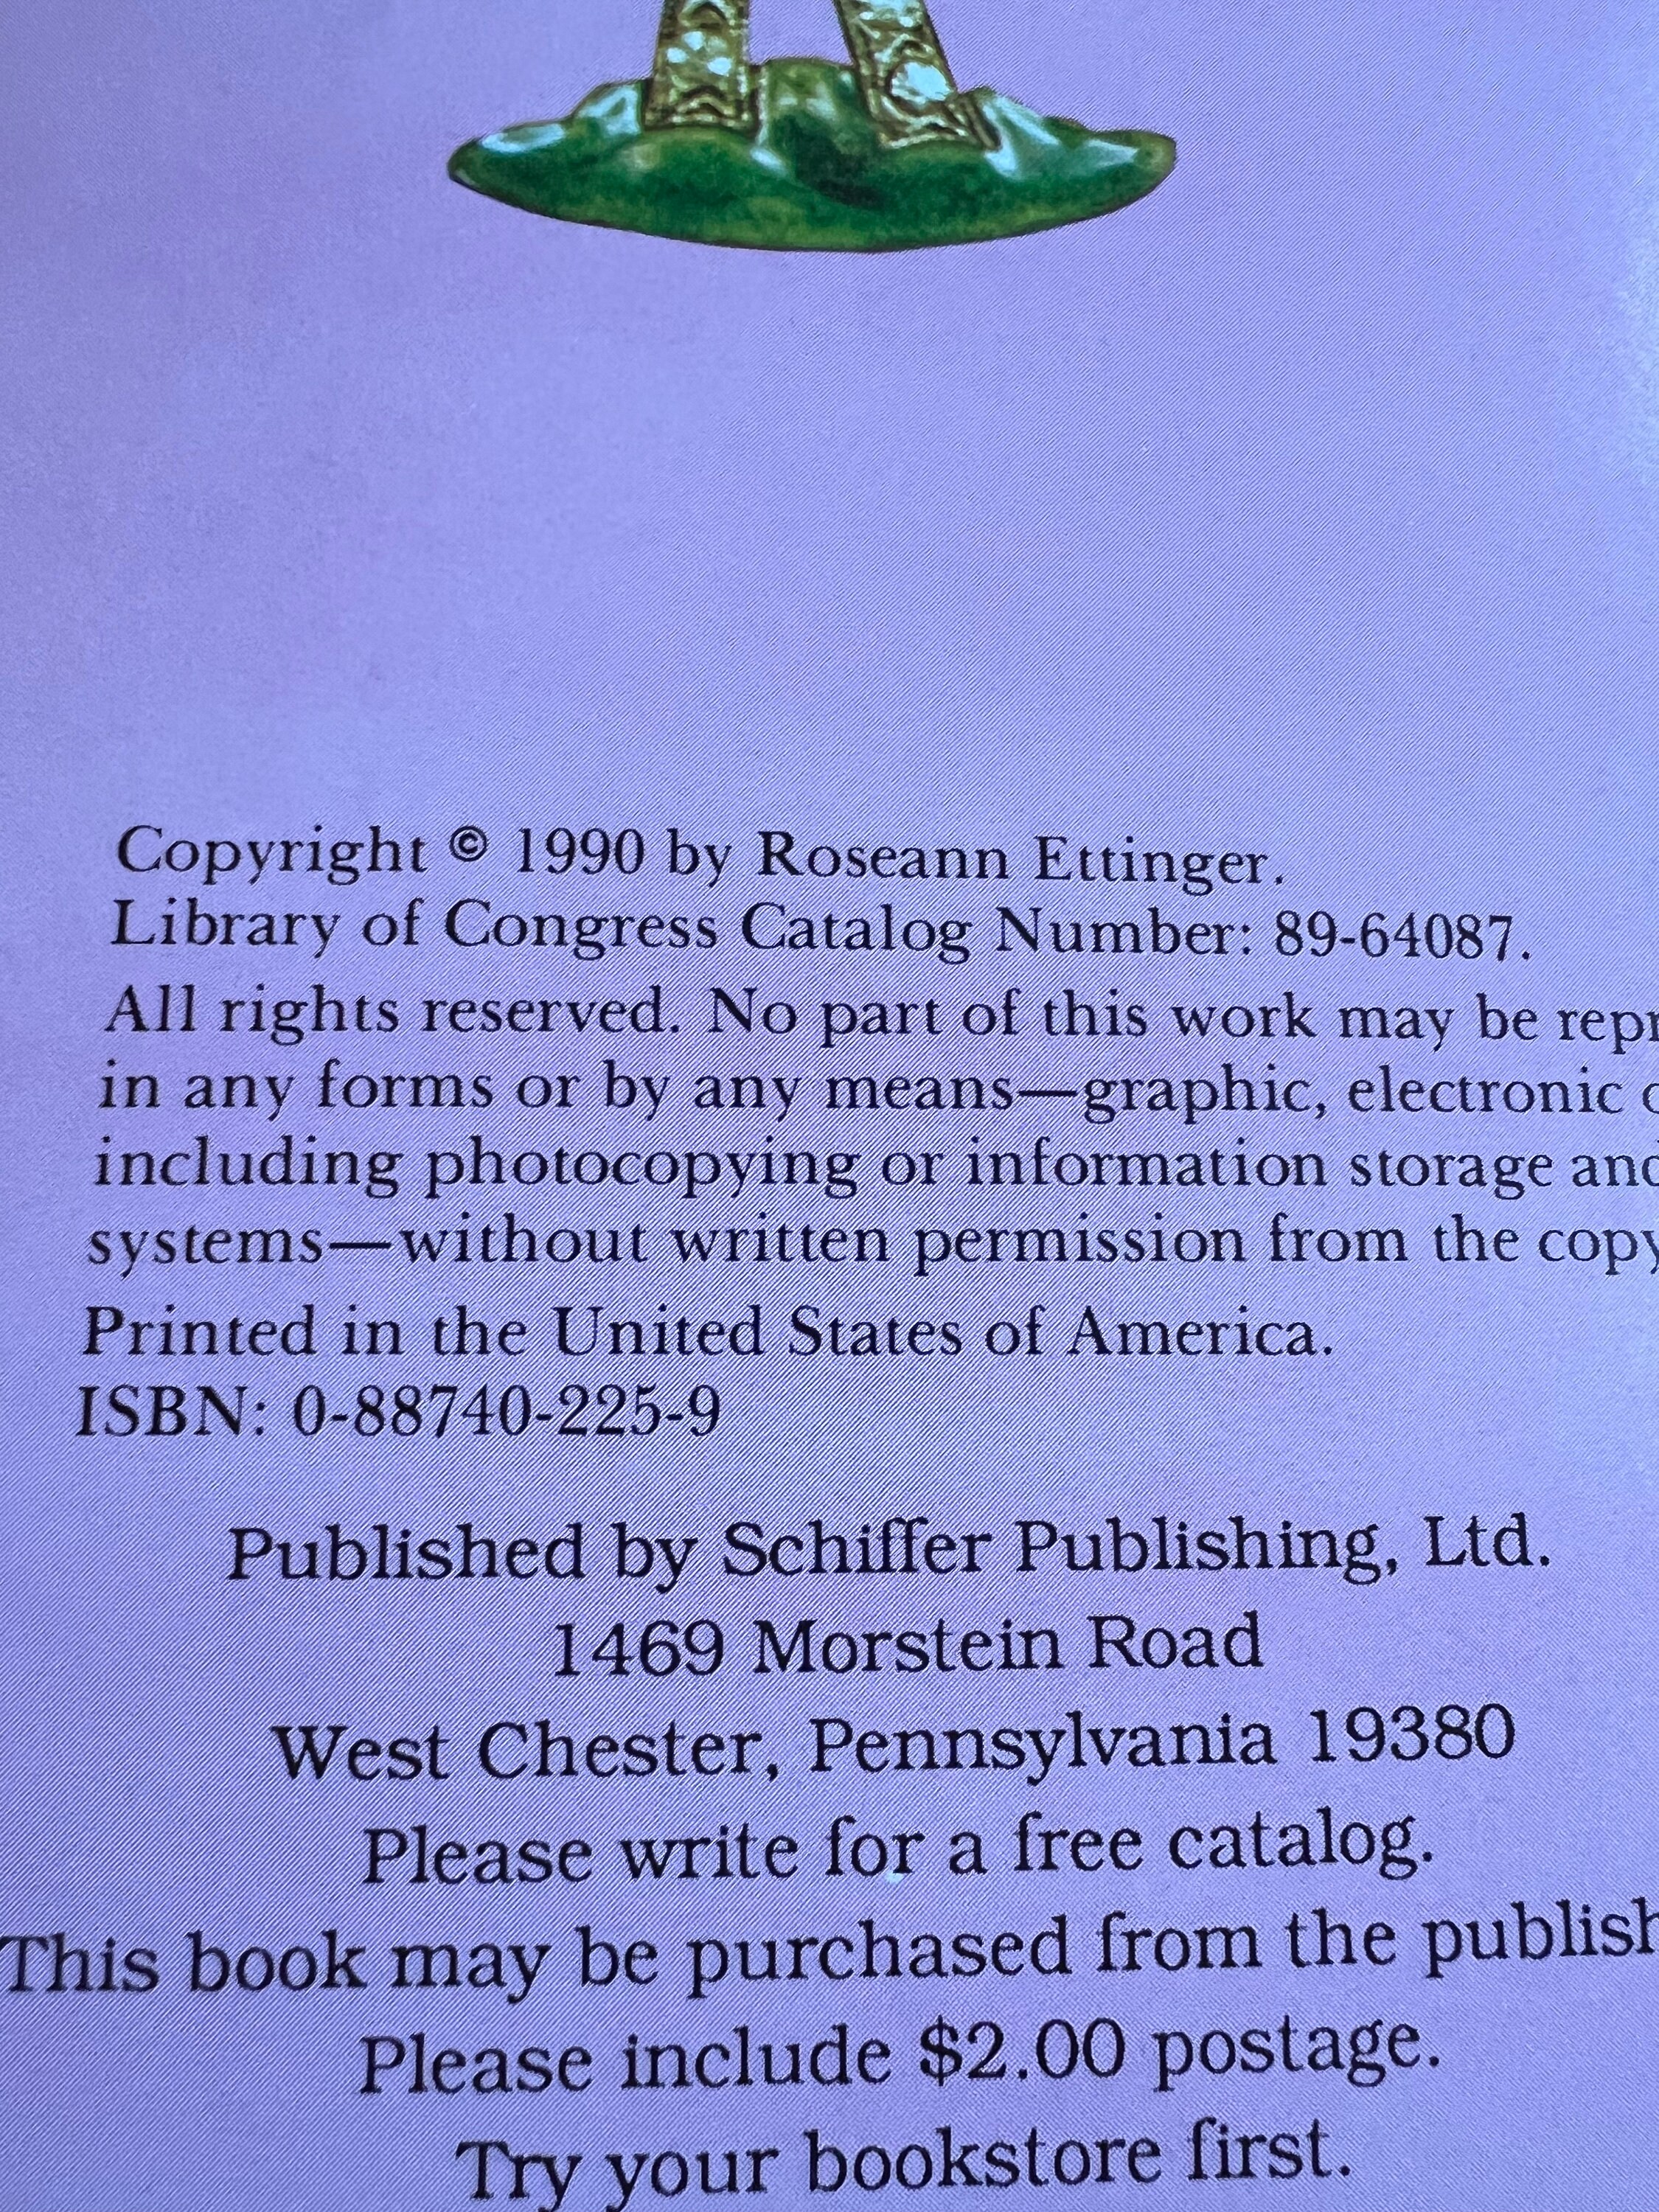 Copyright © 1990 by Roseann Ettinger.
Library of Congress Catalog Number: 89-64087.
All rights reserved. No part of this work may be repr
in any forms or by any means—graphic, electronic o
including photocopying or information storage and
systems—without written permission from the copy
Printed in the United States of America.
ISBN: 0-88740-225-9
Published by Schiffer Publishing, Ltd.
1469 Morstein Road
West Chester, Pennsylvania 19380
Please write for a free catalog.
This book may be purchased from the publish
Please include $2.00 postage.
Try your bookstore first.